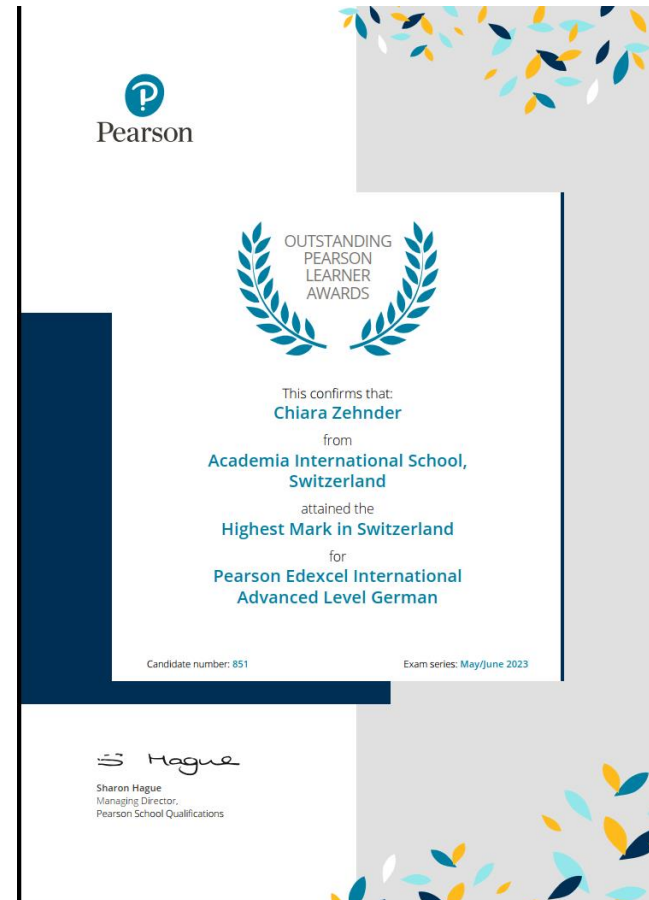 Pearson
OUTSTANDING
PEARSON
LEARNER
AWARDS
This confirms that:
Chiara Zehnder
from
Academia International School,
Switzerland
attained the
Highest Mark in Switzerland
for
Pearson Edexcel International
Advanced Level German
Candidate number: 851
Exam series: May/June 2023
S Hague
Sharon Hague
Managing Director,
Pearson School Qualifications